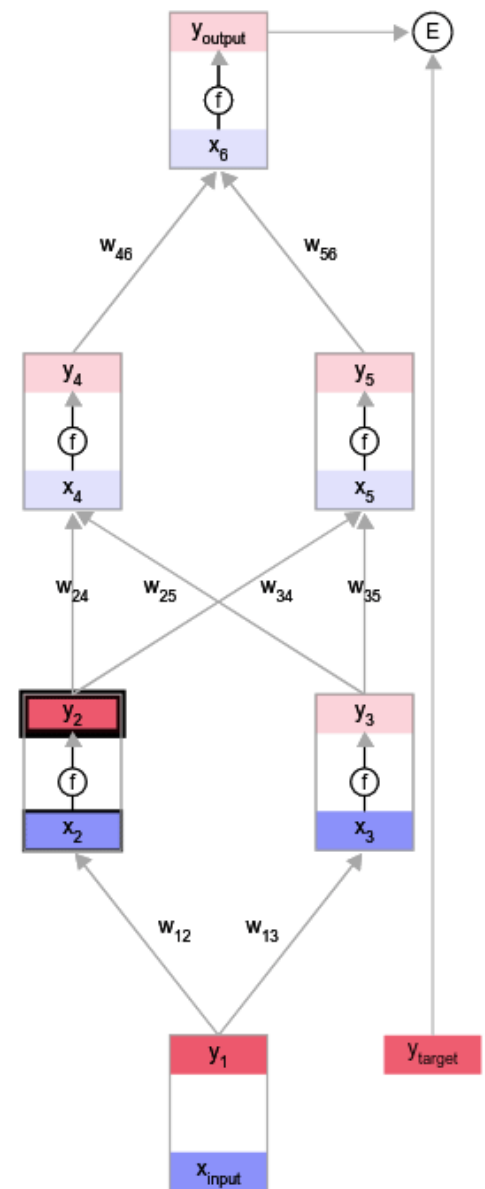 y_output E
f
x_6
w_46 w_56
y_4 y_5
f f
x_4 x_5
w_24 w_25 w_34 w_35
y_2 y_3
f f
x_2 x_3
w_12 w_13
y_1 y_target
x_input